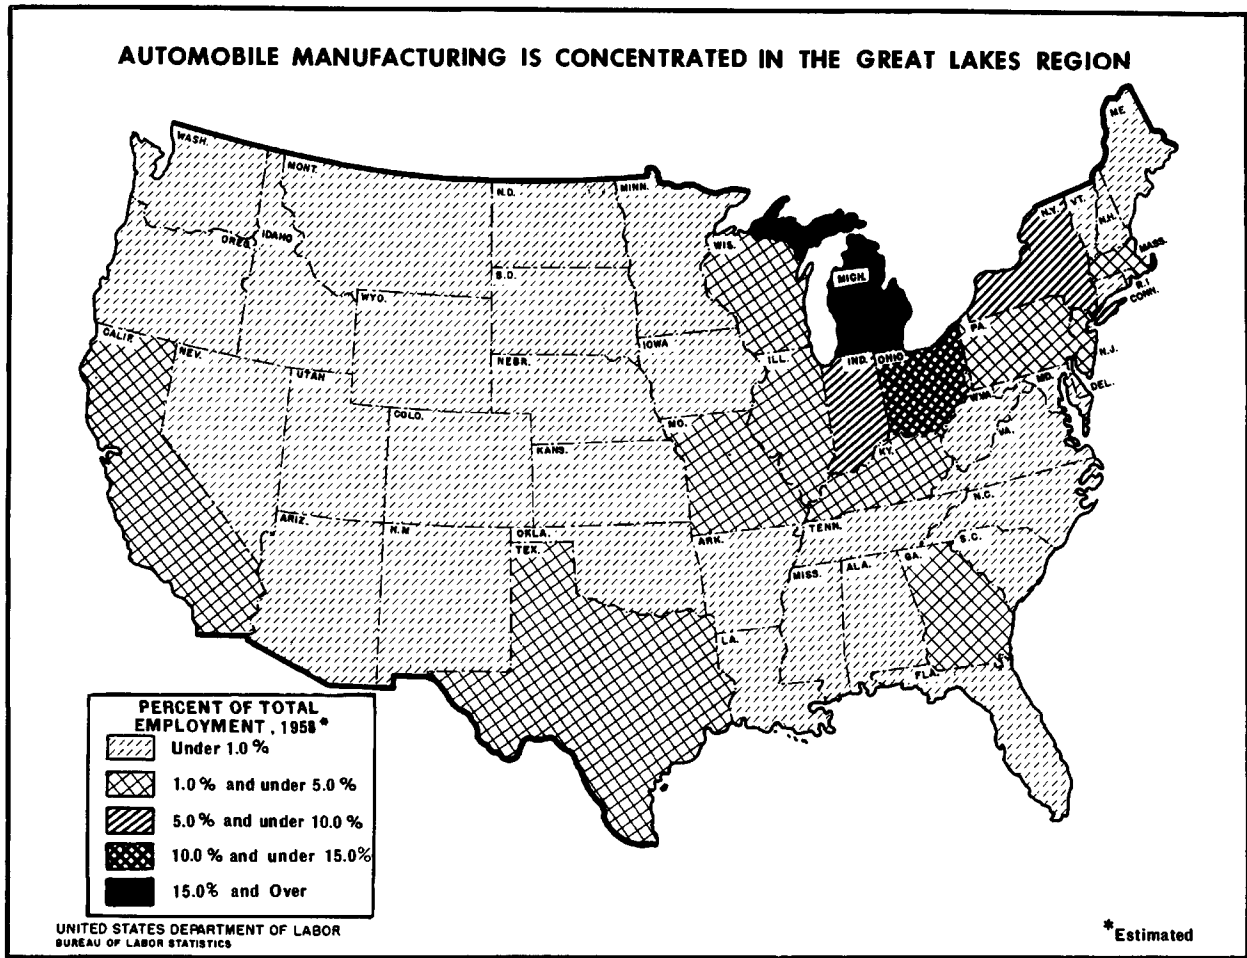 AUTOMOBILE MANUFACTURING IS CONCENTRATED IN THE GREAT LAKES REGION
ME
WASH.
MONT.
N.D.
MINN.
N.Y.
VT.
N.H.
IDAHO
OREG.
WIS.
MASS.
S.D.
MICH.
R.I.
CONN.
WYO.
CALIF.
PA.
NEV.
IOWA
ILL.
IND.
OHIO
N.J.
NEBR.
UTAH
MD.
DEL.
W.VA.
COLO.
MO.
VA.
KANS.
KY.
N.C.
ARIZ.
N.M
OKLA.
TENN.
ARK.
S.C.
TEX.
MISS.
ALA.
GA.
LA.
FLA.
PERCENT OF TOTAL
EMPLOYMENT, 1958*
Under 1.0 %
1.0 % and under 5.0 %
5.0 % and under 10.0 %
10.0 % and under 15.0%
15.0% and Over
UNITED STATES DEPARTMENT OF LABOR
BUREAU OF LABOR STATISTICS
*Estimated